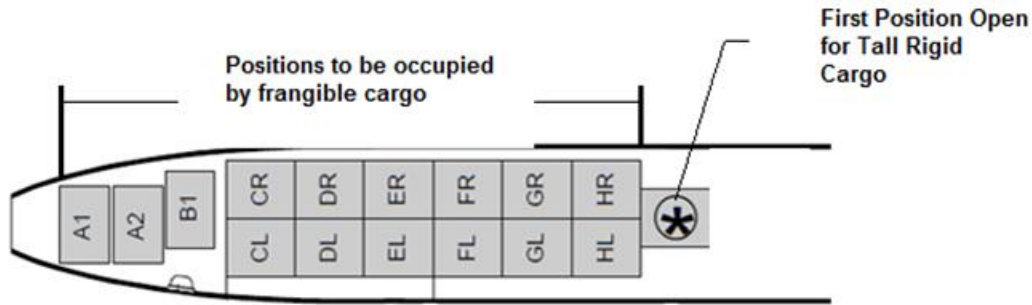 First Position Open
for Tall Rigid
Cargo
Positions to be occupied
by frangible cargo
A1
A2
B1
CR
DR
ER
FR
GR
HR
CL
DL
EL
FL
GL
HL
*